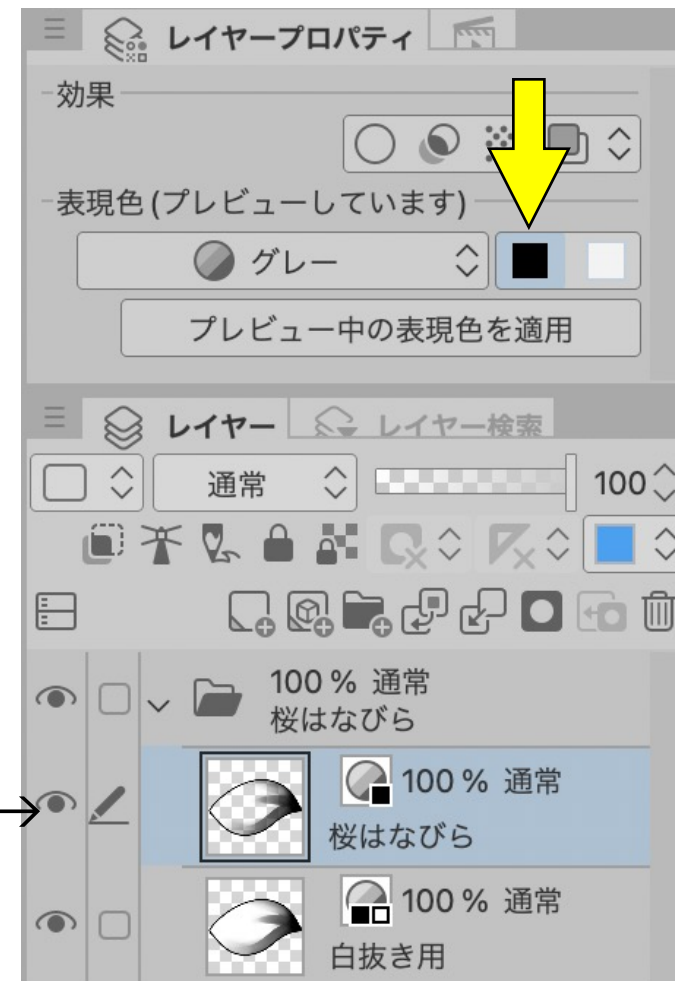 レイヤープロパティ
効果
表現色(プレビューしています)
グレー
プレビュー中の表現色を適用
レイヤー レイヤー検索
通常 100
100% 通常
桜はなびら
100% 通常
桜はなびら
100% 通常
白抜き用